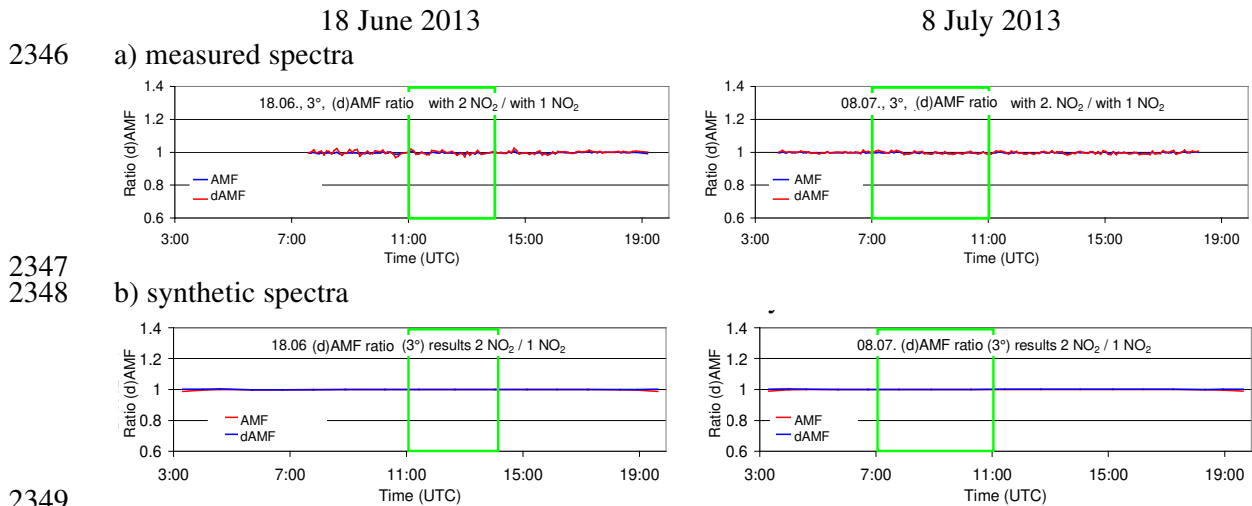 18 June 2013 8 July 2013
2346 a) measured spectra
18.06., 3°, (d)AMF ratio with 2 NO₂ / with 1 NO₂
Ratio (d)AMF
1.4
1.2
1
0.8
0.6
AMF
dAMF
3:00 7:00 11:00 15:00 19:00
Time (UTC)
08.07., 3°, (d)AMF ratio with 2. NO₂ / with 1 NO₂
Ratio (d)AMF
1.4
1.2
1
0.8
0.6
AMF
dAMF
3:00 7:00 11:00 15:00 19:00
Time (UTC)
2347
2348 b) synthetic spectra
18.06 (d)AMF ratio (3°) results 2 NO₂ / 1 NO₂
Ratio (d)AMF
1.4
1.2
1
0.8
0.6
AMF
dAMF
3:00 7:00 11:00 15:00 19:00
Time (UTC)
08.07. (d)AMF ratio (3°) results 2 NO₂ / 1 NO₂
Ratio (d)AMF
1.4
1.2
1
0.8
0.6
AMF
dAMF
3:00 7:00 11:00 15:00 19:00
Time (UTC)
2349